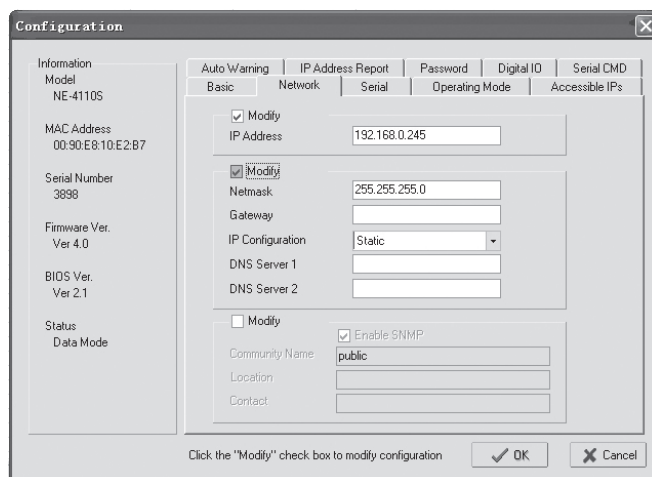 Configuration
Information
Model
NE-4110S
MAC Address
00:90:E8:10:E2:B7
Serial Number
3898
Firmware Ver.
Ver 4.0
BIOS Ver.
Ver 2.1
Status
Data Mode
Auto Warning IP Address Report Password Digital IO Serial CMD
Basic Network Serial Operating Mode Accessible IPs
Modify
IP Address 192.168.0.245
Modify
Netmask 255.255.255.0
Gateway
IP Configuration Static
DNS Server 1
DNS Server 2
Modify
Enable SNMP
Community Name public
Location
Contact
Click the "Modify" check box to modify configuration OK Cancel